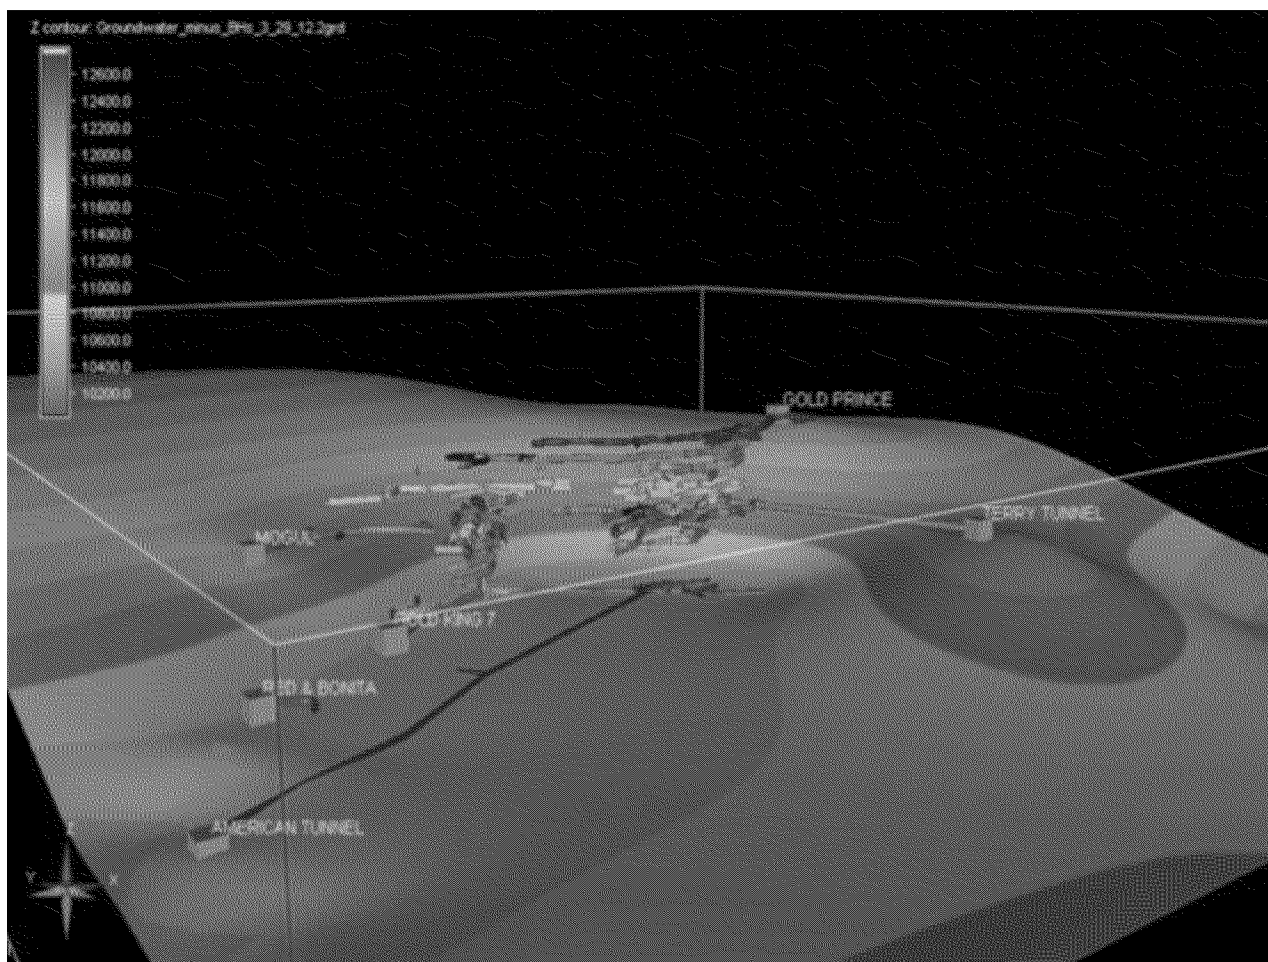 Z contour: Groundwater_minus_BHs_3_28_12.2grd
12600.0
12400.0
12200.0
12000.0
11800.0
11600.0
11400.0
11200.0
11000.0
10800.0
10600.0
10400.0
10200.0
GOLD PRINCE
TERRY TUNNEL
MOGUL
GOLD KING 7
RED & BONITA
AMERICAN TUNNEL
Z
Y
X